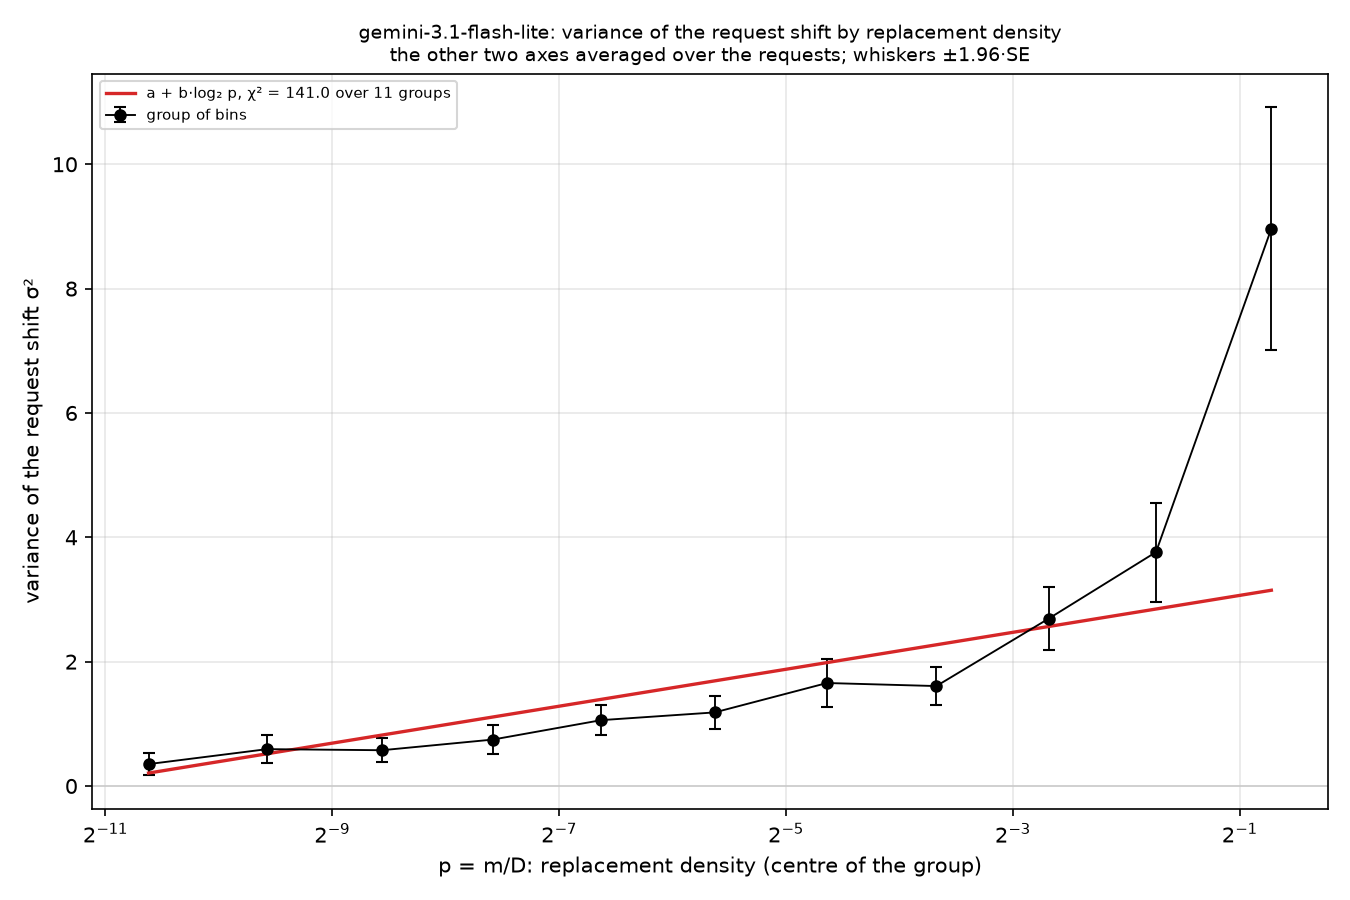 gemini-3.1-flash-lite: variance of the request shift by replacement density
the other two axes averaged over the requests; whiskers ±1.96·SE
a + b·log₂ p, χ² = 141.0 over 11 groups
group of bins
variance of the request shift σ²
10
8
6
4
2
0
2⁻¹¹ 2⁻⁹ 2⁻⁷ 2⁻⁵ 2⁻³ 2⁻¹
p = m/D: replacement density (centre of the group)